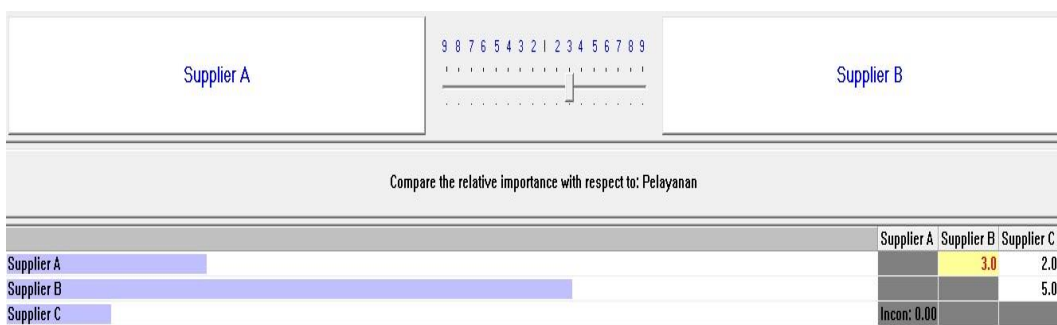 9 8 7 6 5 4 3 2 1 2 3 4 5 6 7 8 9
Supplier A
Supplier B
Compare the relative importance with respect to: Pelayanan
Supplier A Supplier B Supplier C
Supplier A 3.0 2.0
Supplier B 5.0
Supplier C Incon: 0.00